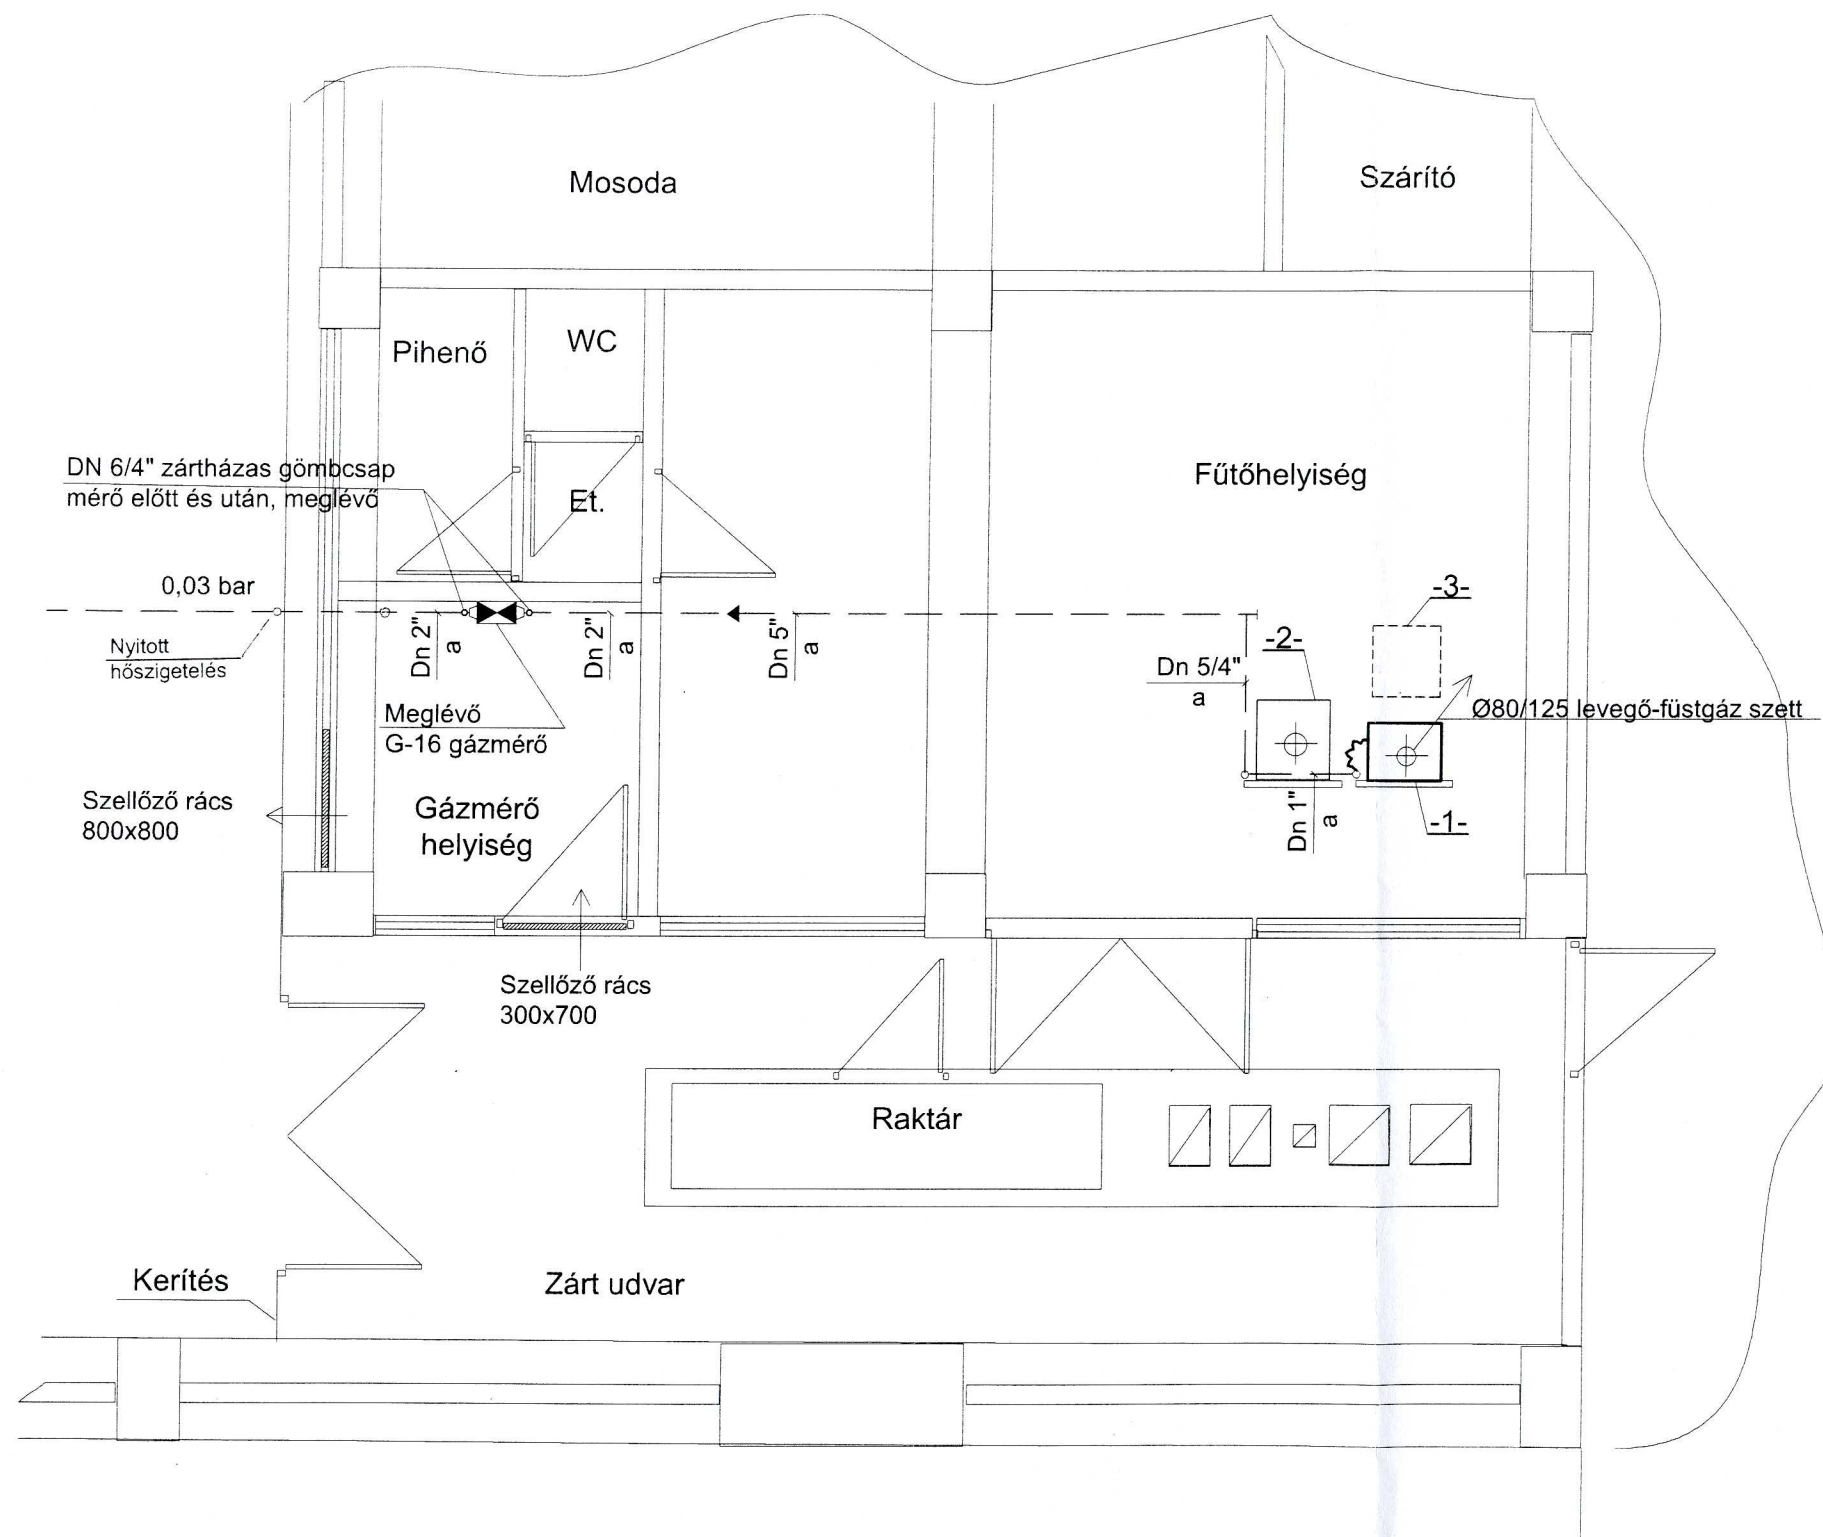 Mosoda
Szárító
Pihenő
WC
DN 6/4" zártházas gömbcsap
mérő előtt és után, meglévő
Et.
Fűtőhelyiség
0,03 bar
Nyitott
hőszigetelés
Dn 2"
a
Dn 2"
a
Dn 5"
a
-3-
-2-
Dn 5/4"
a
Ø80/125 levegő-füstgáz szett
Meglévő
G-16 gázmérő
Szellőző rács
800x800
Gázmérő
helyiség
Dn 1"
a
-1-
Szellőző rács
300x700
Raktár
Kerítés
Zárt udvar